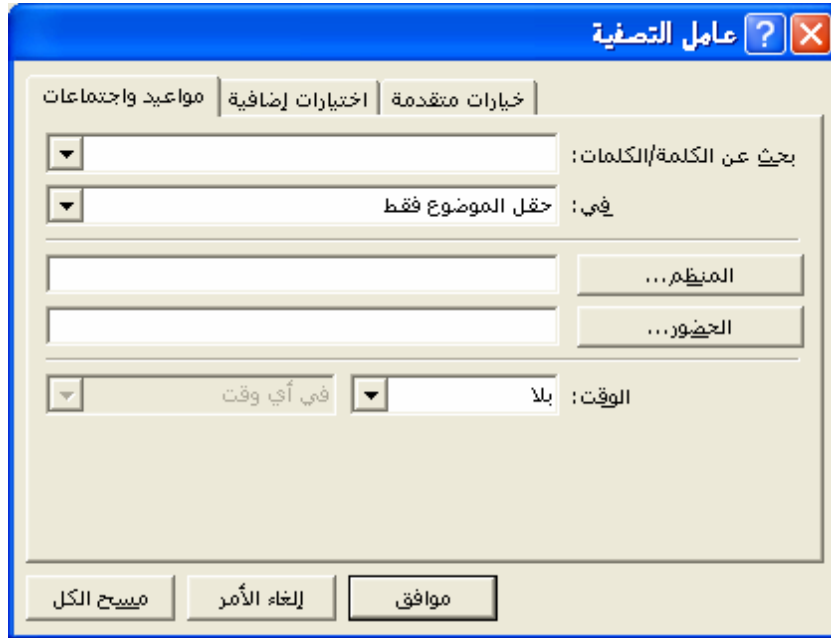 عامل التصفية
مواعيد واجتماعات اختيارات إضافية خيارات متقدمة
بحث عن الكلمة/الكلمات:
في: حقل الموضوع فقط
المنظم...
الحضور...
الوقت: بلا في أي وقت
موافق إلغاء الأمر مسح الكل